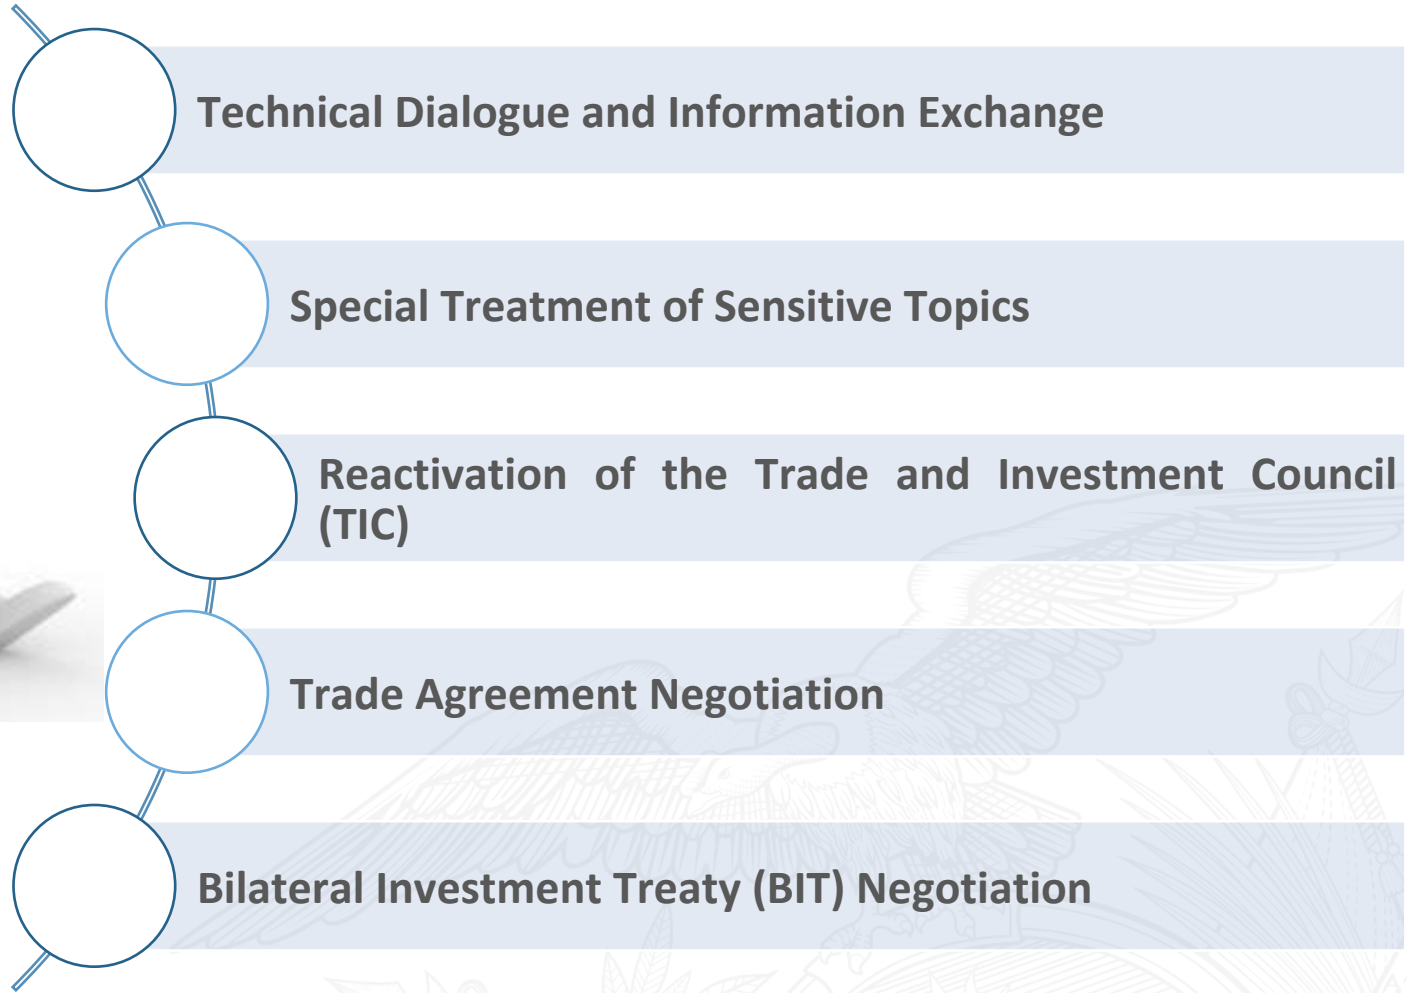 Technical Dialogue and Information Exchange
Special Treatment of Sensitive Topics
Reactivation of the Trade and Investment Council
(TIC)
Trade Agreement Negotiation
Bilateral Investment Treaty (BIT) Negotiation